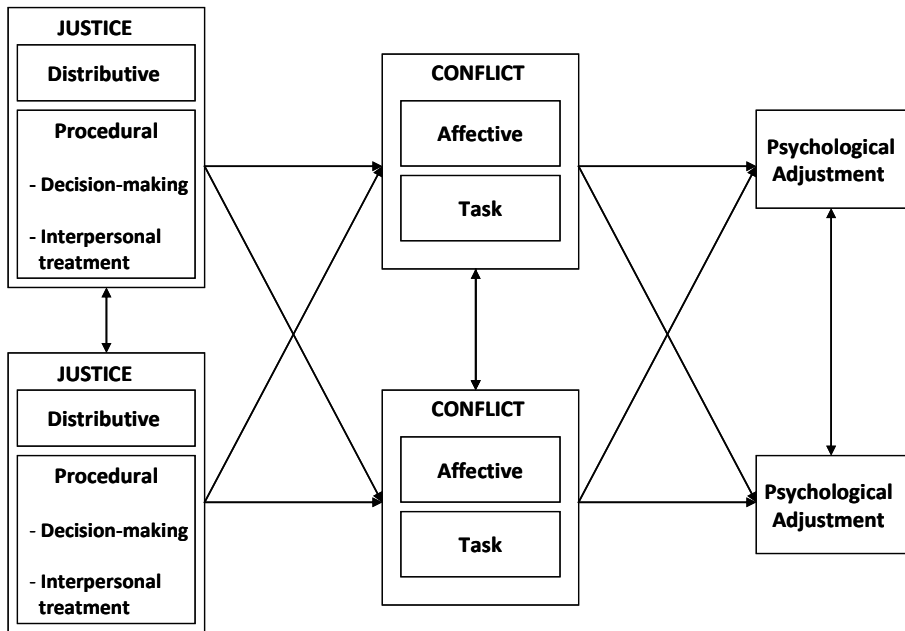 JUSTICE
Distributive
Procedural
- Decision-making
- Interpersonal
treatment
CONFLICT
Affective
Task
Psychological
Adjustment
JUSTICE
Distributive
Procedural
- Decision-making
- Interpersonal
treatment
CONFLICT
Affective
Task
Psychological
Adjustment